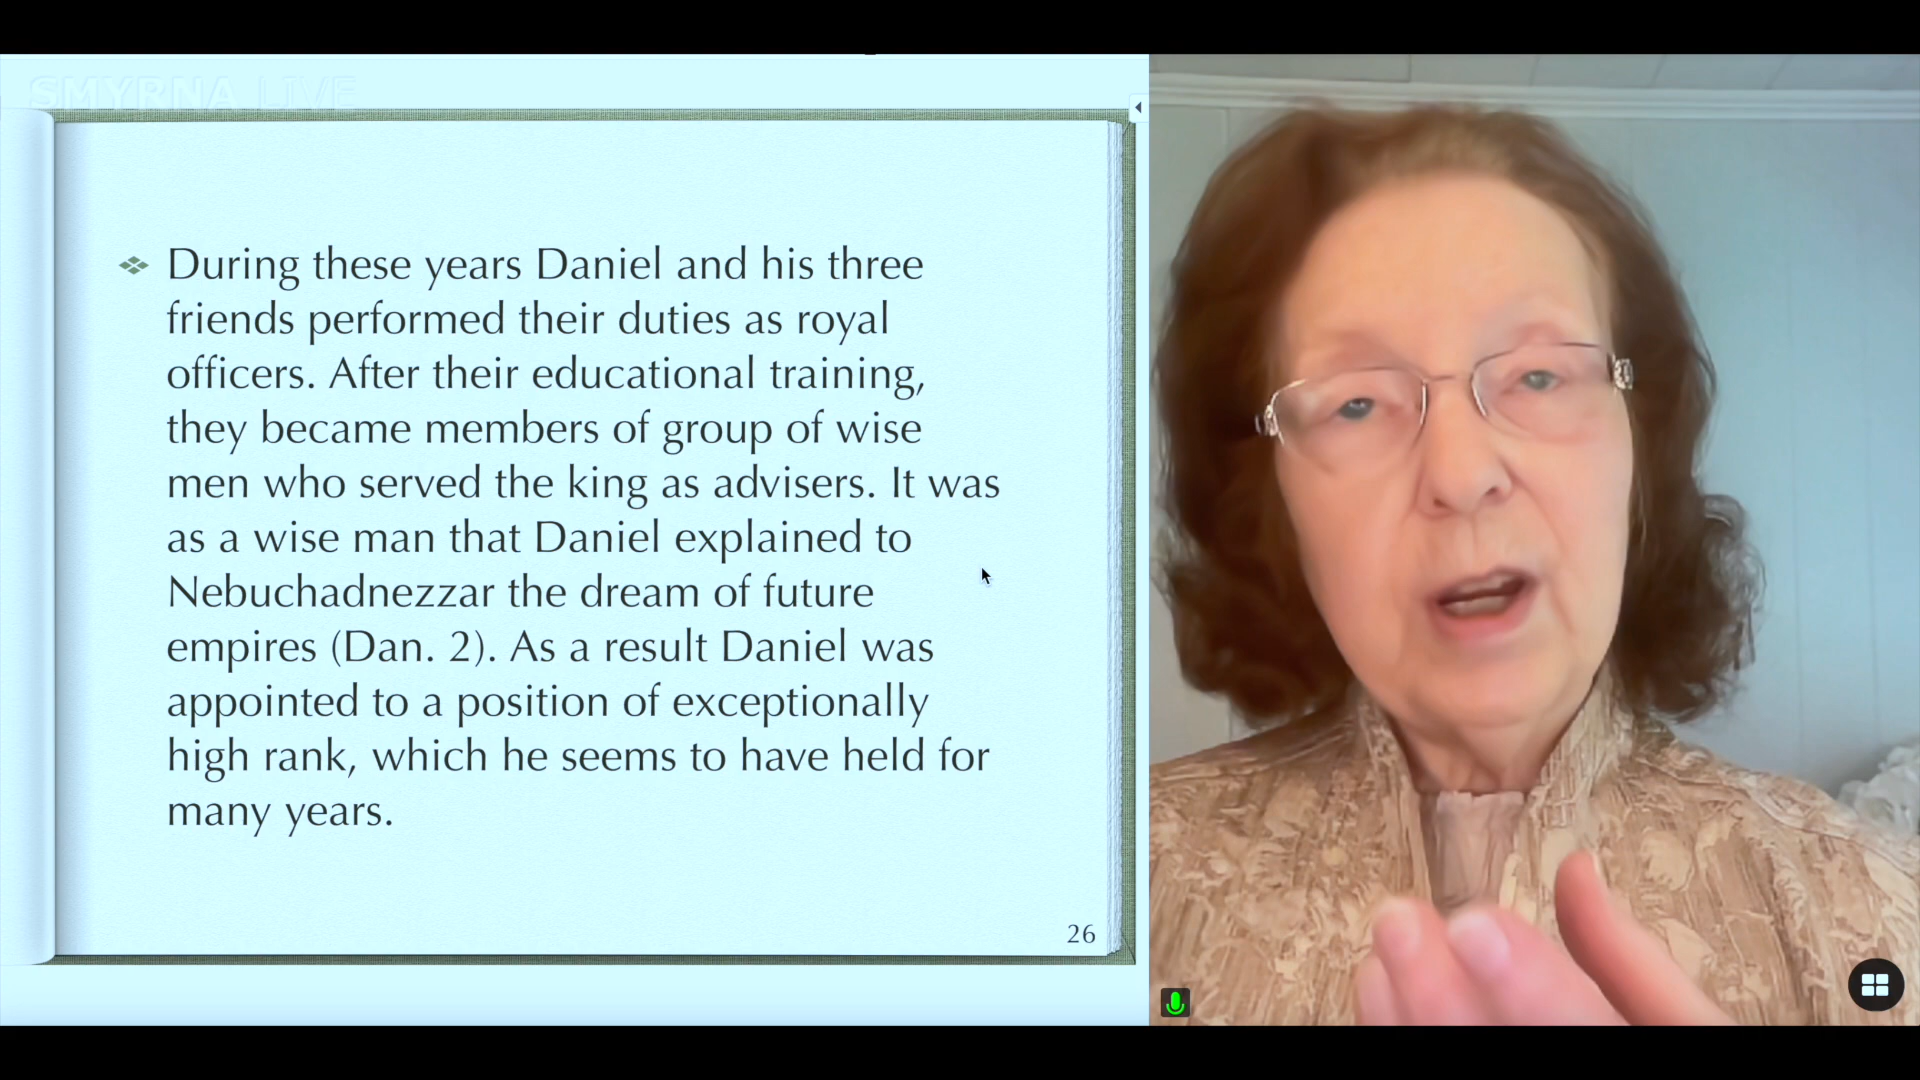 SMYRNA LIVE
During these years Daniel and his three
friends performed their duties as royal
officers. After their educational training,
they became members of group of wise
men who served the king as advisers. It was
as a wise man that Daniel explained to
Nebuchadnezzar the dream of future
empires (Dan. 2). As a result Daniel was
appointed to a position of exceptionally
high rank, which he seems to have held for
many years.
26